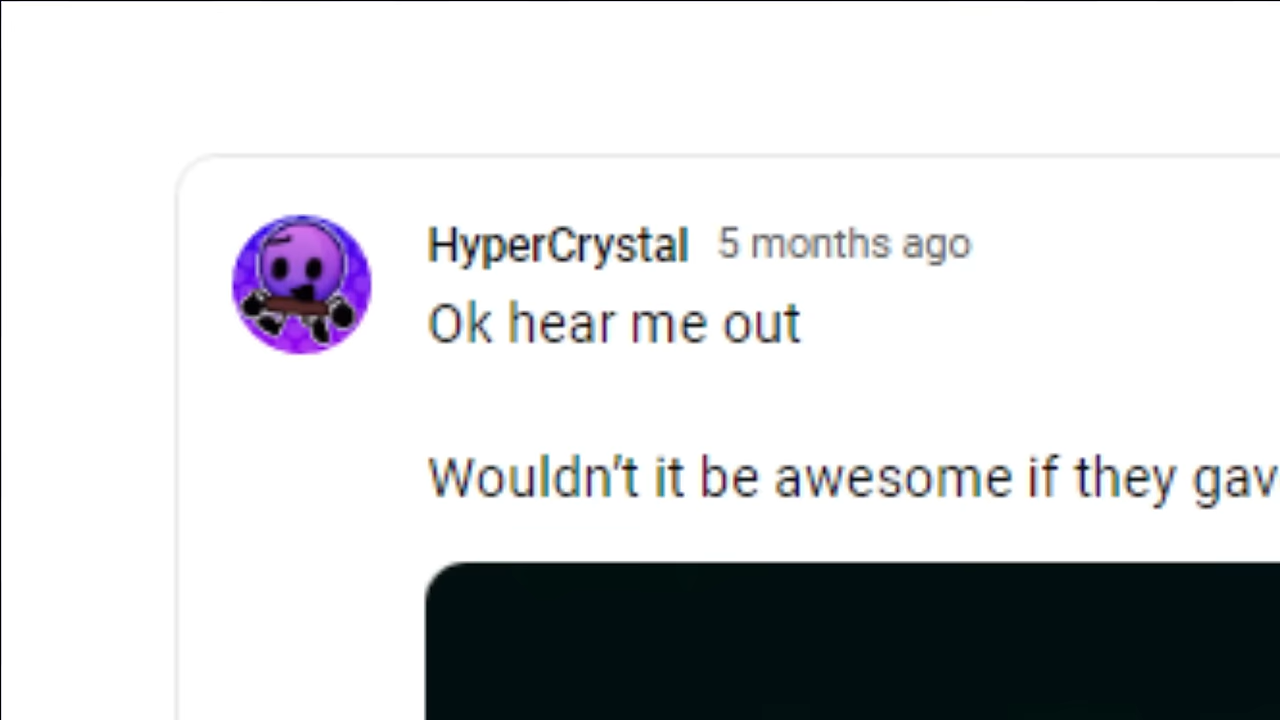 HyperCrystal 5 months ago
Ok hear me out
Wouldn't it be awesome if they gav